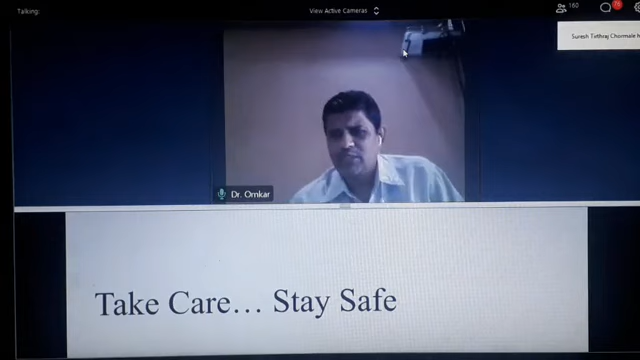 Talking:
View Active Cameras
160
Suresh Tirthraj Chormale h
Dr. Omkar
Take Care... Stay Safe